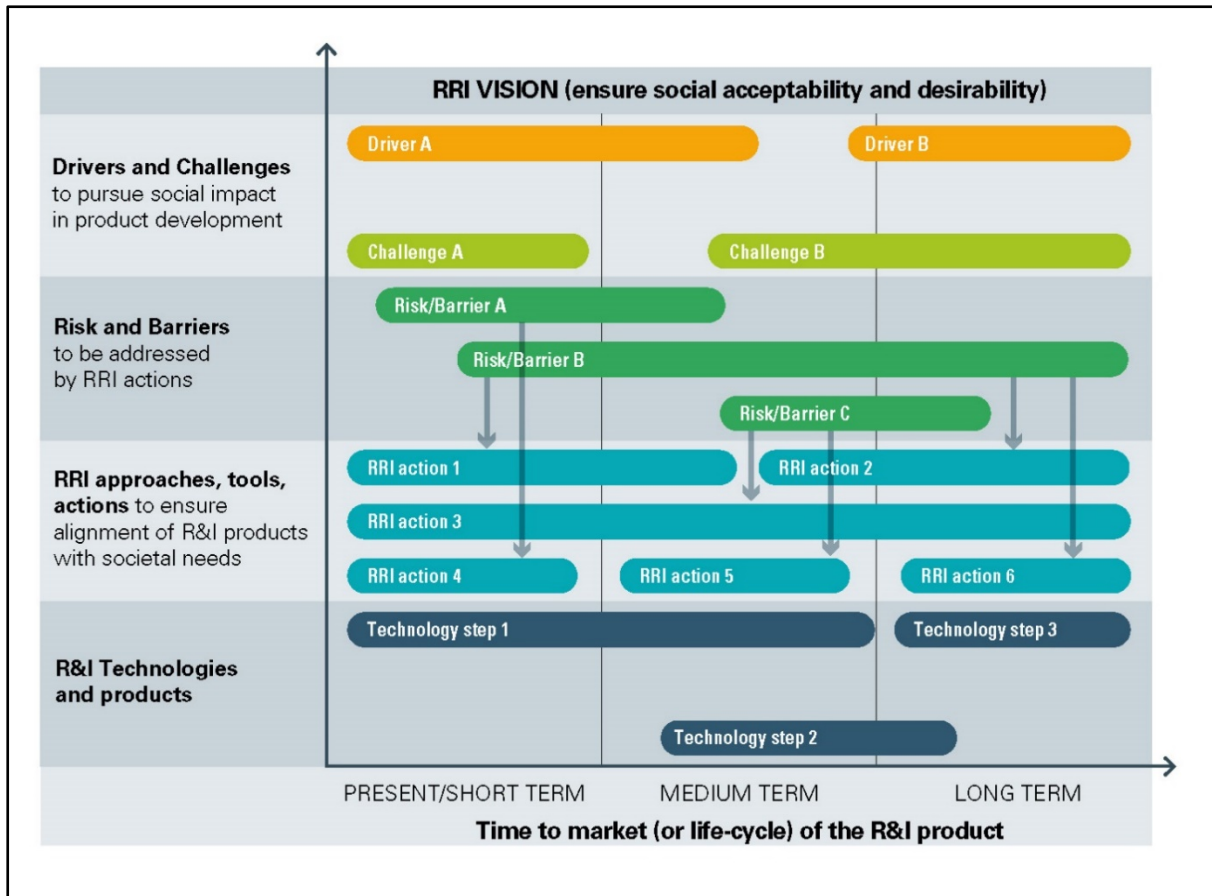 RRI VISION (ensure social acceptability and desirability)
Drivers and Challenges
to pursue social impact
in product development
Driver A
Driver B
Challenge A
Challenge B
Risk and Barriers
to be addressed
by RRI actions
Risk/Barrier A
Risk/Barrier B
Risk/Barrier C
RRI approaches, tools,
actions to ensure
alignment of R&I products
with societal needs
RRI action 1
RRI action 2
RRI action 3
RRI action 4
RRI action 5
RRI action 6
R&I Technologies
and products
Technology step 1
Technology step 3
Technology step 2
PRESENT/SHORT TERM
MEDIUM TERM
LONG TERM
Time to market (or life-cycle) of the R&I product